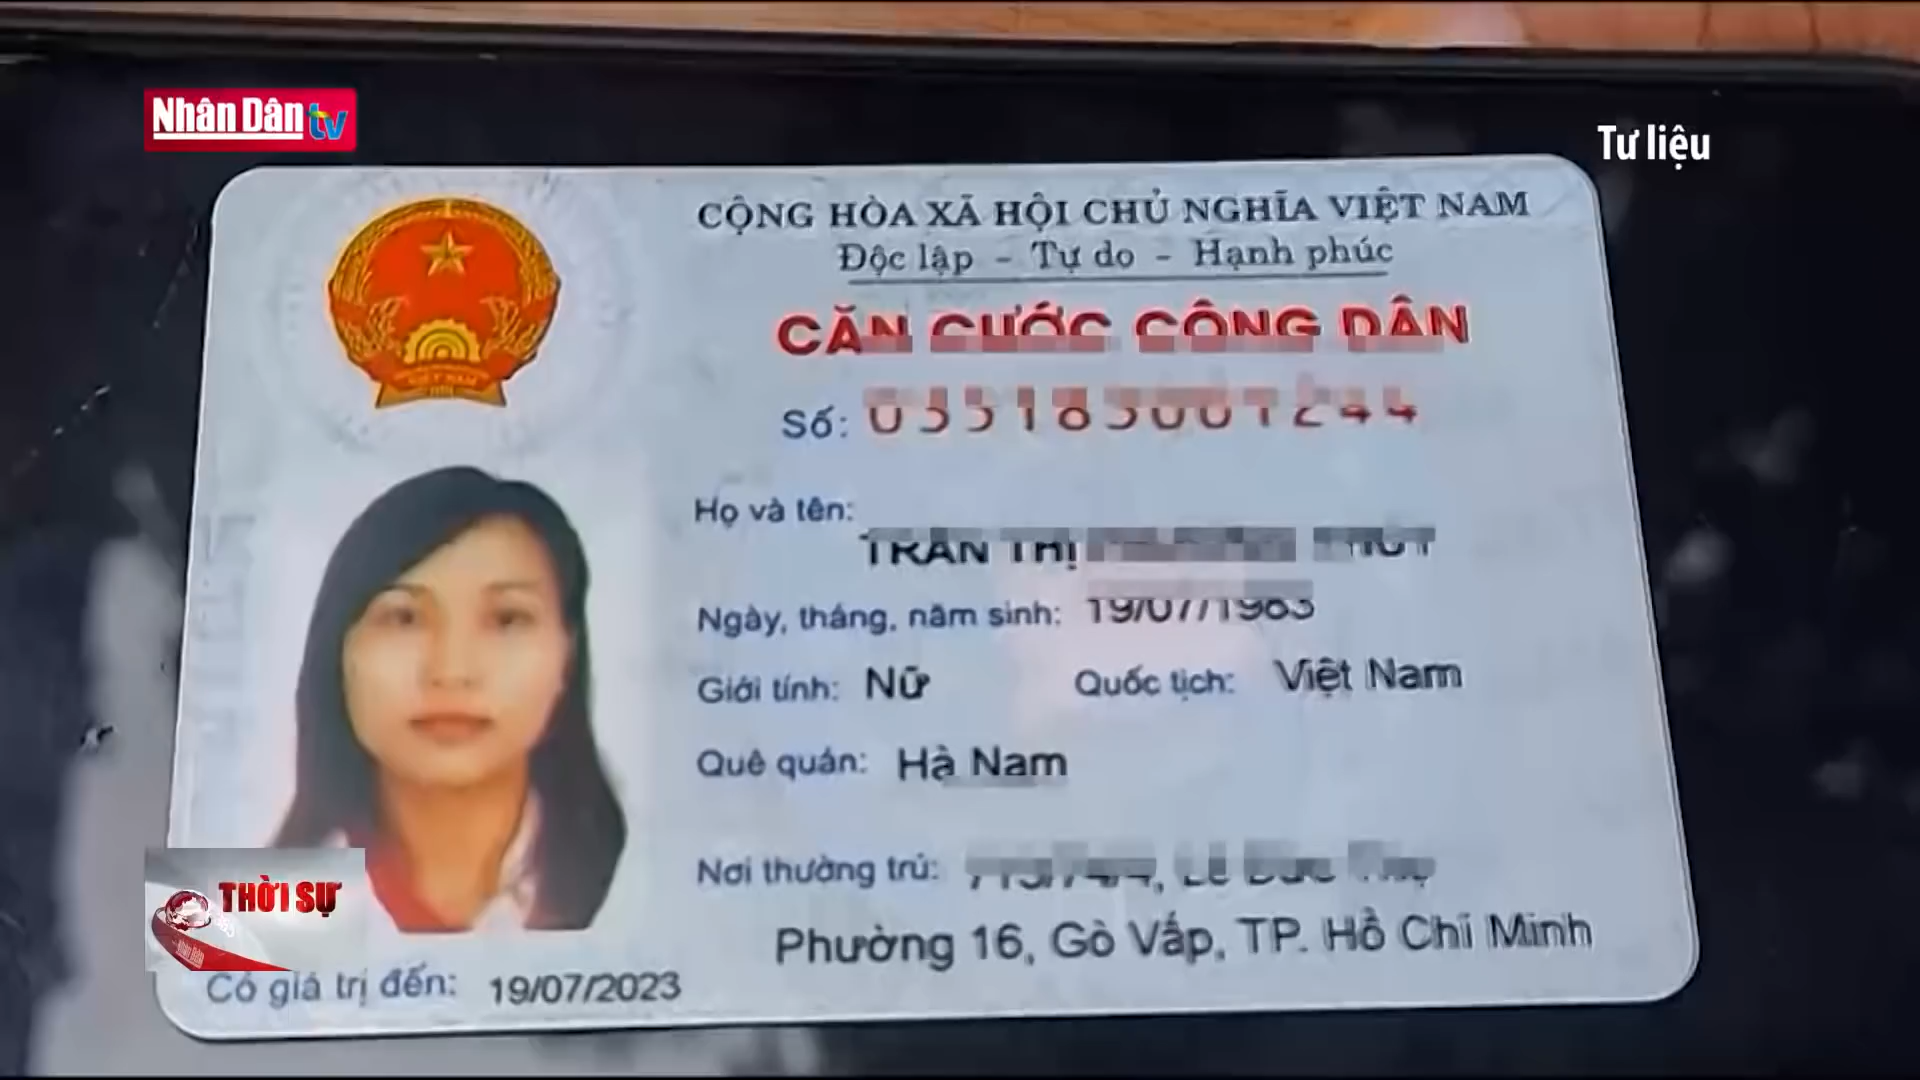 Nhân Dân tv
Tư liệu
CỘNG HÒA XÃ HỘI CHỦ NGHĨA VIỆT NAM
Độc lập - Tự do - Hạnh phúc
CĂN CƯỚC CÔNG DÂN
Số:
Họ và tên:
TRẦN THỊ
Ngày, tháng, năm sinh:
Giới tính: Nữ Quốc tịch: Việt Nam
Quê quán: Hà Nam
Nơi thường trú:
Phường 16, Gò Vấp, TP. Hồ Chí Minh
THỜI SỰ
Có giá trị đến: 19/07/2023